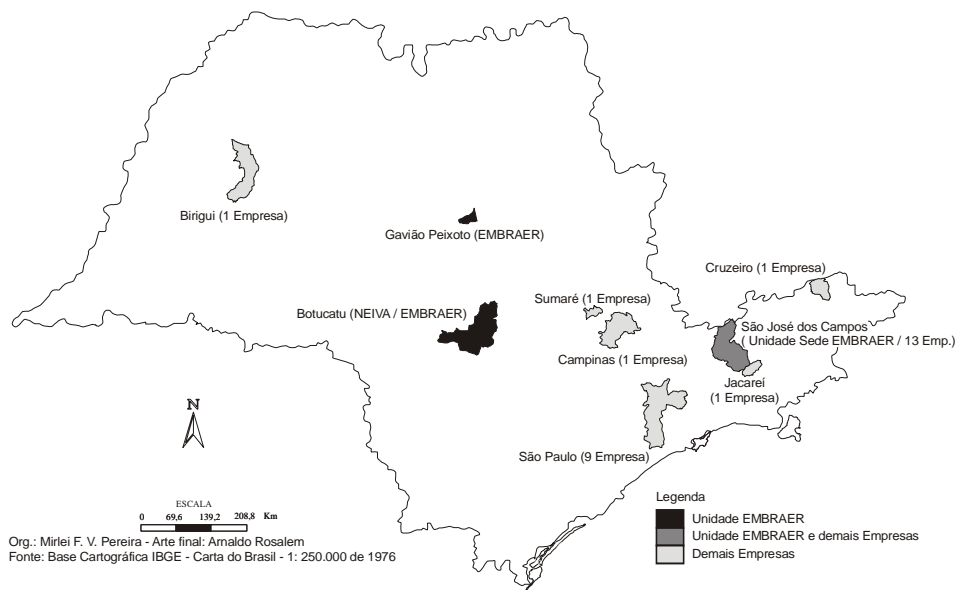 Birigui (1 Empresa)
Gavião Peixoto (EMBRAER)
Cruzeiro (1 Empresa)
Botucatu (NEIVA / EMBRAER)
Sumaré (1 Empresa)
São José dos Campos
( Unidade Sede EMBRAER / 13 Emp.)
Campinas (1 Empresa)
Jacareí
(1 Empresa)
São Paulo (9 Empresa)
N
ESCALA
0 69,6 139,2 208,8 Km
Org.: Mirlei F. V. Pereira - Arte final: Arnaldo Rosalem
Fonte: Base Cartográfica IBGE - Carta do Brasil - 1: 250.000 de 1976
Legenda
Unidade EMBRAER
Unidade EMBRAER e demais Empresas
Demais Empresas